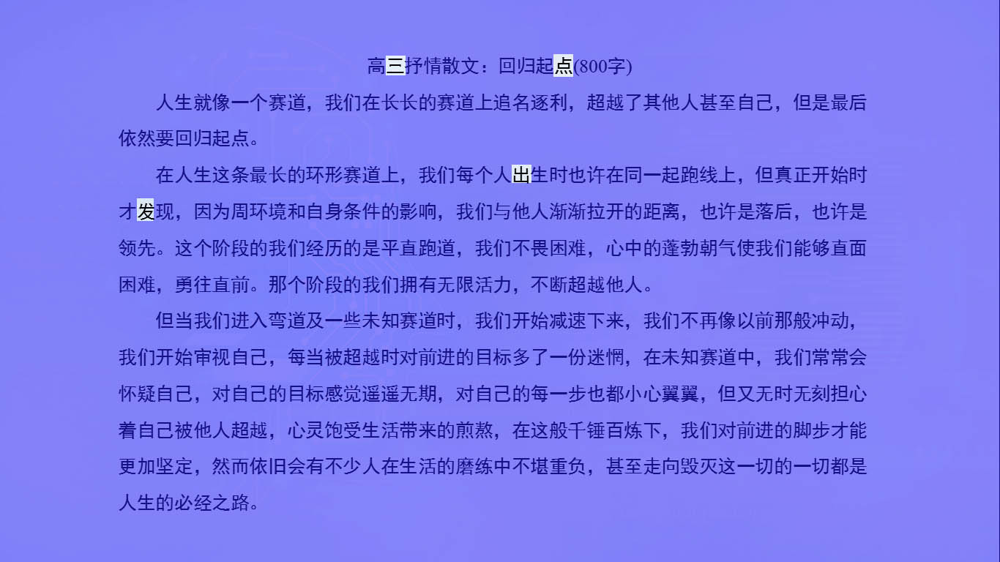 高三抒情散文：回归起点(800字)
人生就像一个赛道，我们在长长的赛道上追名逐利，超越了其他人甚至自己，但是最后
依然要回归起点。
在人生这条最长的环形赛道上，我们每个人出生时也许在同一起跑线上，但真正开始时
才发现，因为周环境和自身条件的影响，我们与他人渐渐拉开的距离，也许是落后，也许是
领先。这个阶段的我们经历的是平直跑道，我们不畏困难，心中的蓬勃朝气使我们能够直面
困难，勇往直前。那个阶段的我们拥有无限活力，不断超越他人。
但当我们进入弯道及一些未知赛道时，我们开始减速下来，我们不再像以前那般冲动，
我们开始审视自己，每当被超越时对前进的目标多了一份迷惘，在未知赛道中，我们常常会
怀疑自己，对自己的目标感觉遥遥无期，对自己的每一步也都小心翼翼，但又无时无刻担心
着自己被他人超越，心灵饱受生活带来的煎熬，在这般千锤百炼下，我们对前进的脚步才能
更加坚定，然而依旧会有不少人在生活的磨练中不堪重负，甚至走向毁灭这一切的一切都是
人生的必经之路。